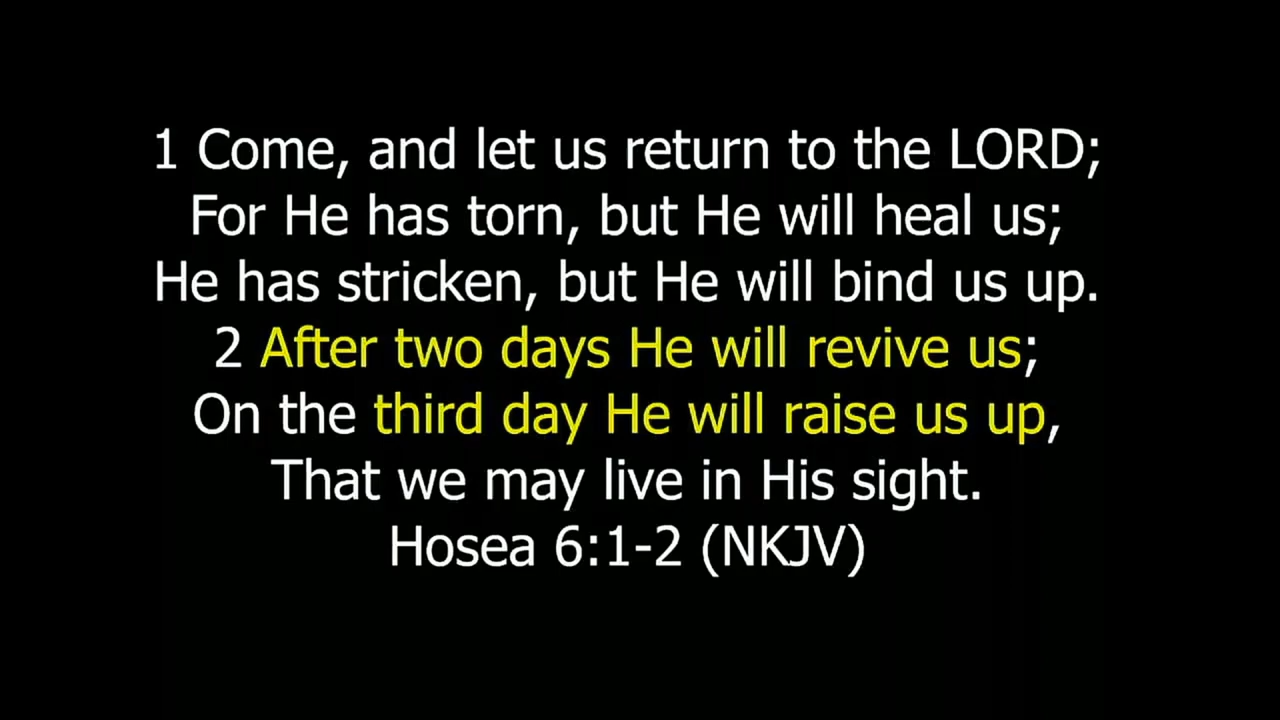 1 Come, and let us return to the LORD;
For He has torn, but He will heal us;
He has stricken, but He will bind us up.
2 After two days He will revive us;
On the third day He will raise us up,
That we may live in His sight.
Hosea 6:1-2 (NKJV)